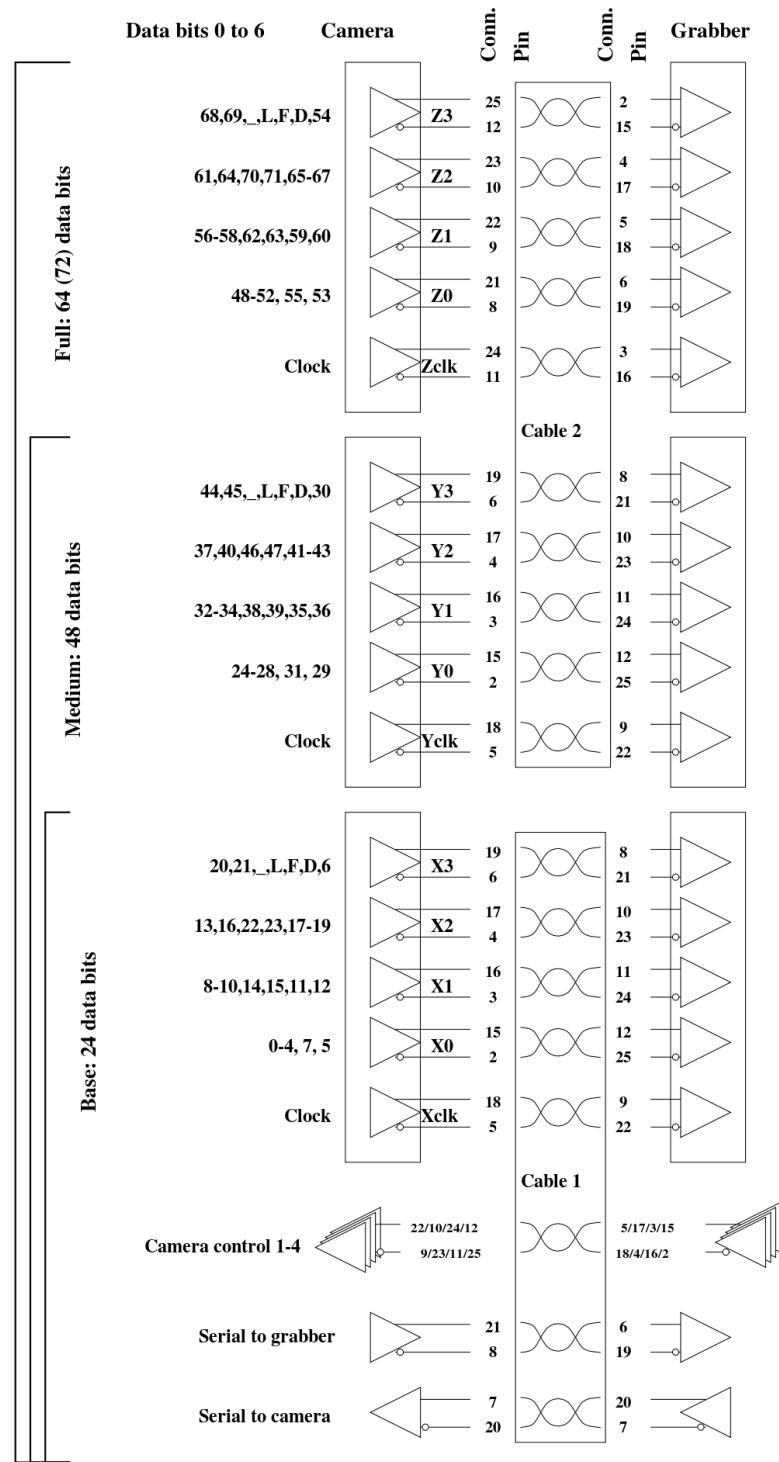 Data bits 0 to 6 Camera Conn. Pin Conn. Pin Grabber
Full: 64 (72) data bits
25 2
68,69,_,L,F,D,54 Z3
12 15
23 4
61,64,70,71,65-67 Z2
10 17
22 5
56-58,62,63,59,60 Z1
9 18
21 6
48-52, 55, 53 Z0
8 19
24 3
Clock Zclk
11 16
Cable 2
Medium: 48 data bits
19 8
44,45,_,L,F,D,30 Y3
6 21
17 10
37,40,46,47,41-43 Y2
4 23
16 11
32-34,38,39,35,36 Y1
3 24
15 12
24-28, 31, 29 Y0
2 25
18 9
Clock Yclk
5 22
Base: 24 data bits
19 8
20,21,_,L,F,D,6 X3
6 21
17 10
13,16,22,23,17-19 X2
4 23
16 11
8-10,14,15,11,12 X1
3 24
15 12
0-4, 7, 5 X0
2 25
18 9
Clock Xclk
5 22
Cable 1
22/10/24/12 5/17/3/15
Camera control 1-4
9/23/11/25 18/4/16/2
21 6
Serial to grabber
8 19
7 20
Serial to camera
20 7